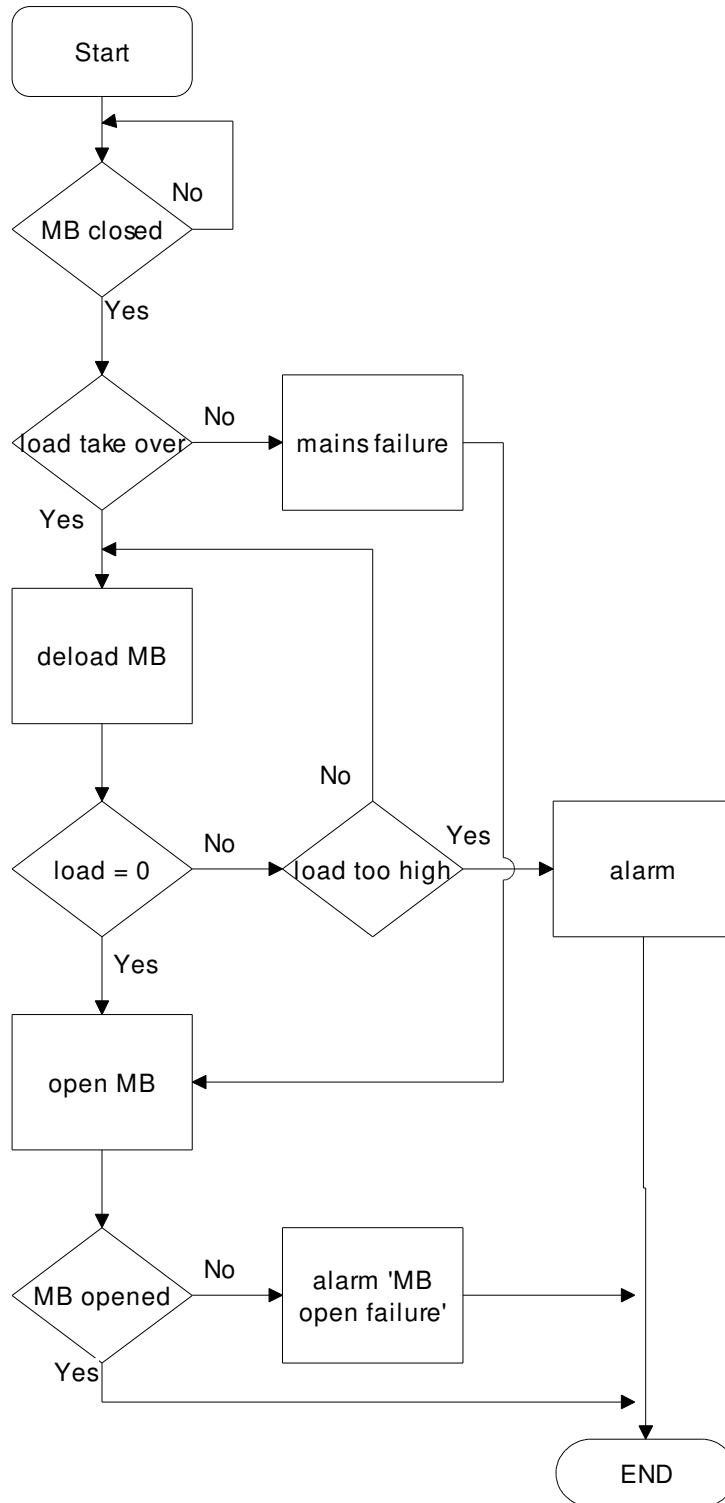 Start
No
MB closed
Yes
No
load take over
mains failure
Yes
deload MB
No
No
Yes
load = 0
load too high
alarm
Yes
open MB
No
MB opened
alarm 'MB
open failure'
Yes
END